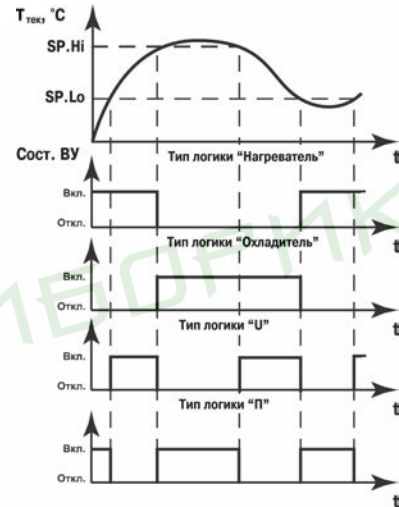 Tтек, °C
SP.Hi
SP.Lo
t
Сост. ВУ
Тип логики “Нагреватель”
Вкл.
Откл.
t
Тип логики “Охладитель”
Вкл.
Откл.
t
Тип логики “U”
Вкл.
Откл.
t
Тип логики “П”
Вкл.
Откл.
t